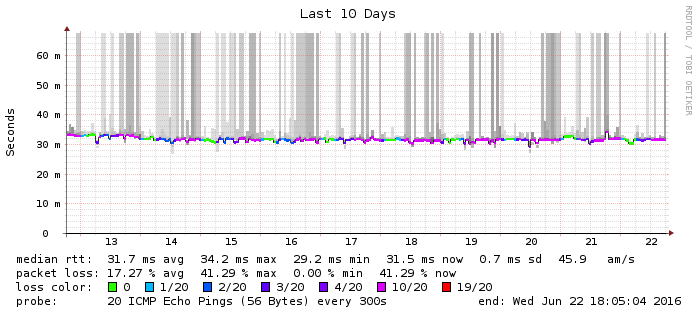 Last 10 Days
RRDTOOL / TOBI OETIKER
Seconds
60 m
50 m
40 m
30 m
20 m
10 m
0 m
13 14 15 16 17 18 19 20 21 22
median rtt: 31.7 ms avg 34.2 ms max 29.2 ms min 31.5 ms now 0.7 ms sd 45.9 am/s
packet loss: 17.27 % avg 41.29 % max 0.00 % min 41.29 % now
loss color: 0 1/20 2/20 3/20 4/20 10/20 19/20
probe: 20 ICMP Echo Pings (56 Bytes) every 300s end: Wed Jun 22 18:05:04 2016